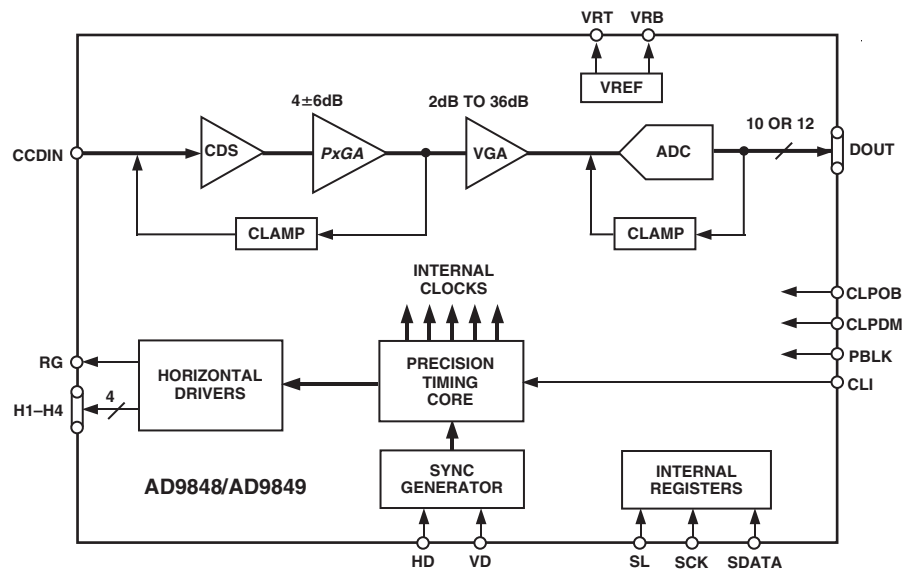 VRT VRB
VREF
4±6dB
2dB TO 36dB
10 OR 12
CCDIN
CDS
PxGA
VGA
ADC
DOUT
CLAMP
CLAMP
INTERNAL
CLOCKS
CLPOB
CLPDM
PBLK
CLI
RG
H1–H4
4
HORIZONTAL
DRIVERS
PRECISION
TIMING
CORE
SYNC
GENERATOR
INTERNAL
REGISTERS
AD9848/AD9849
HD VD
SL SCK SDATA